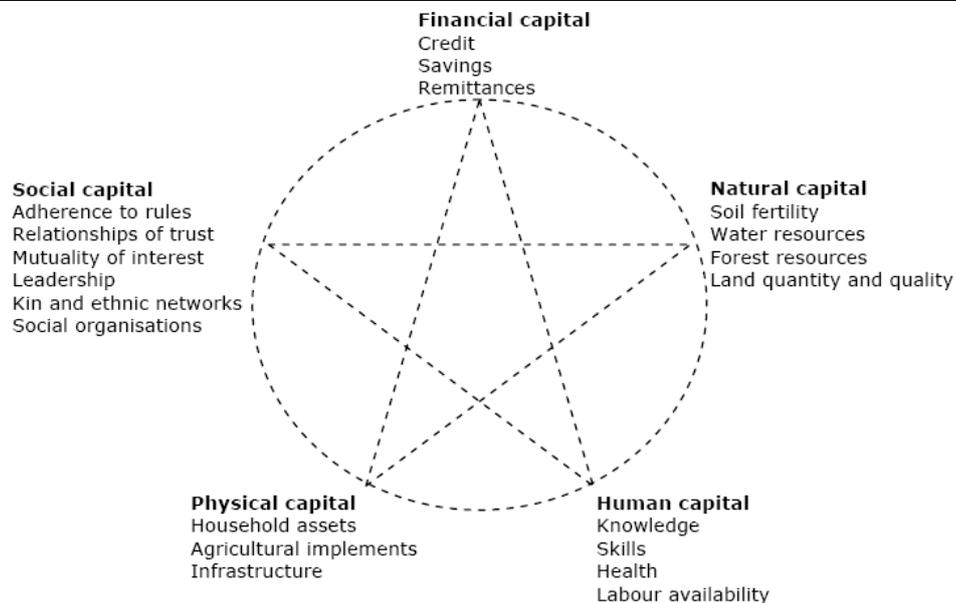 Financial capital
Credit
Savings
Remittances
Social capital
Adherence to rules
Relationships of trust
Mutuality of interest
Leadership
Kin and ethnic networks
Social organisations
Natural capital
Soil fertility
Water resources
Forest resources
Land quantity and quality
Physical capital
Household assets
Agricultural implements
Infrastructure
Human capital
Knowledge
Skills
Health
Labour availability